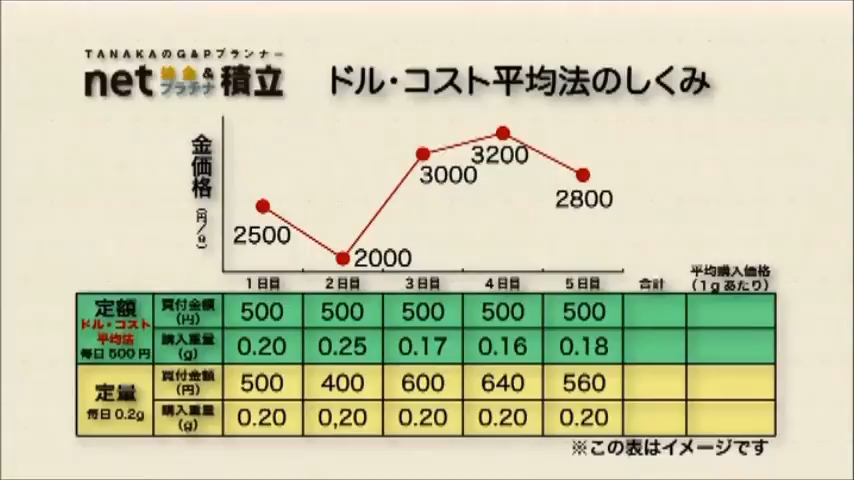 TANAKAのG&Pプランナー
net純金&プラチナ積立
ドル・コスト平均法のしくみ
金価格(円/g)
2500
2000
3000
3200
2800
1日目 2日目 3日目 4日目 5日目 合計 平均購入価格(1gあたり)
定額
ドル・コスト
平均法
毎日500円
買付金額(円) 500 500 500 500 500
購入重量(g) 0.20 0.25 0.17 0.16 0.18
定量
毎日0.2g
買付金額(円) 500 400 600 640 560
購入重量(g) 0.20 0,20 0.20 0.20 0.20
※この表はイメージです